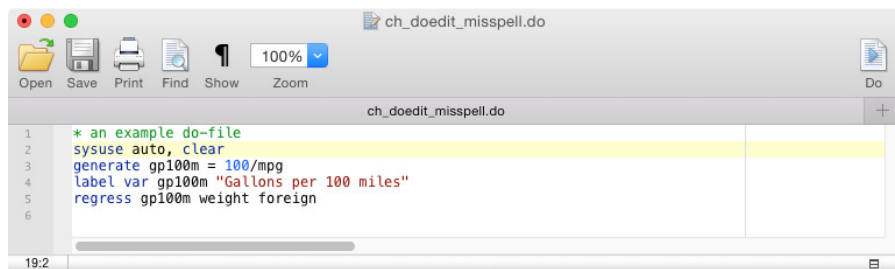 ch_doedit_misspell.do
Open Save Print Find Show 100% Zoom Do
ch_doedit_misspell.do
1 * an example do-file
2 sysuse auto, clear
3 generate gp100m = 100/mpg
4 label var gp100m "Gallons per 100 miles"
5 regress gp100m weight foreign
6
19:2